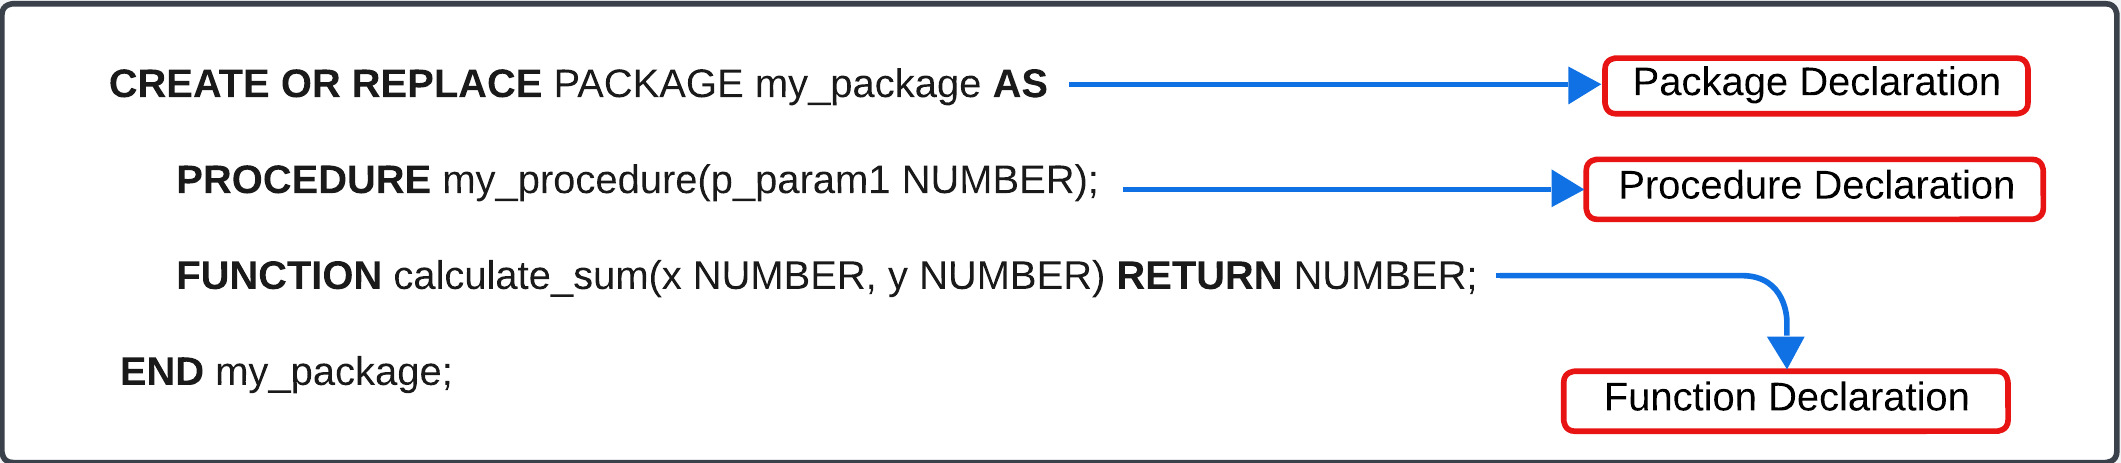 CREATE OR REPLACE PACKAGE my_package AS
Package Declaration
PROCEDURE my_procedure(p_param1 NUMBER);
Procedure Declaration
FUNCTION calculate_sum(x NUMBER, y NUMBER) RETURN NUMBER;
END my_package;
Function Declaration